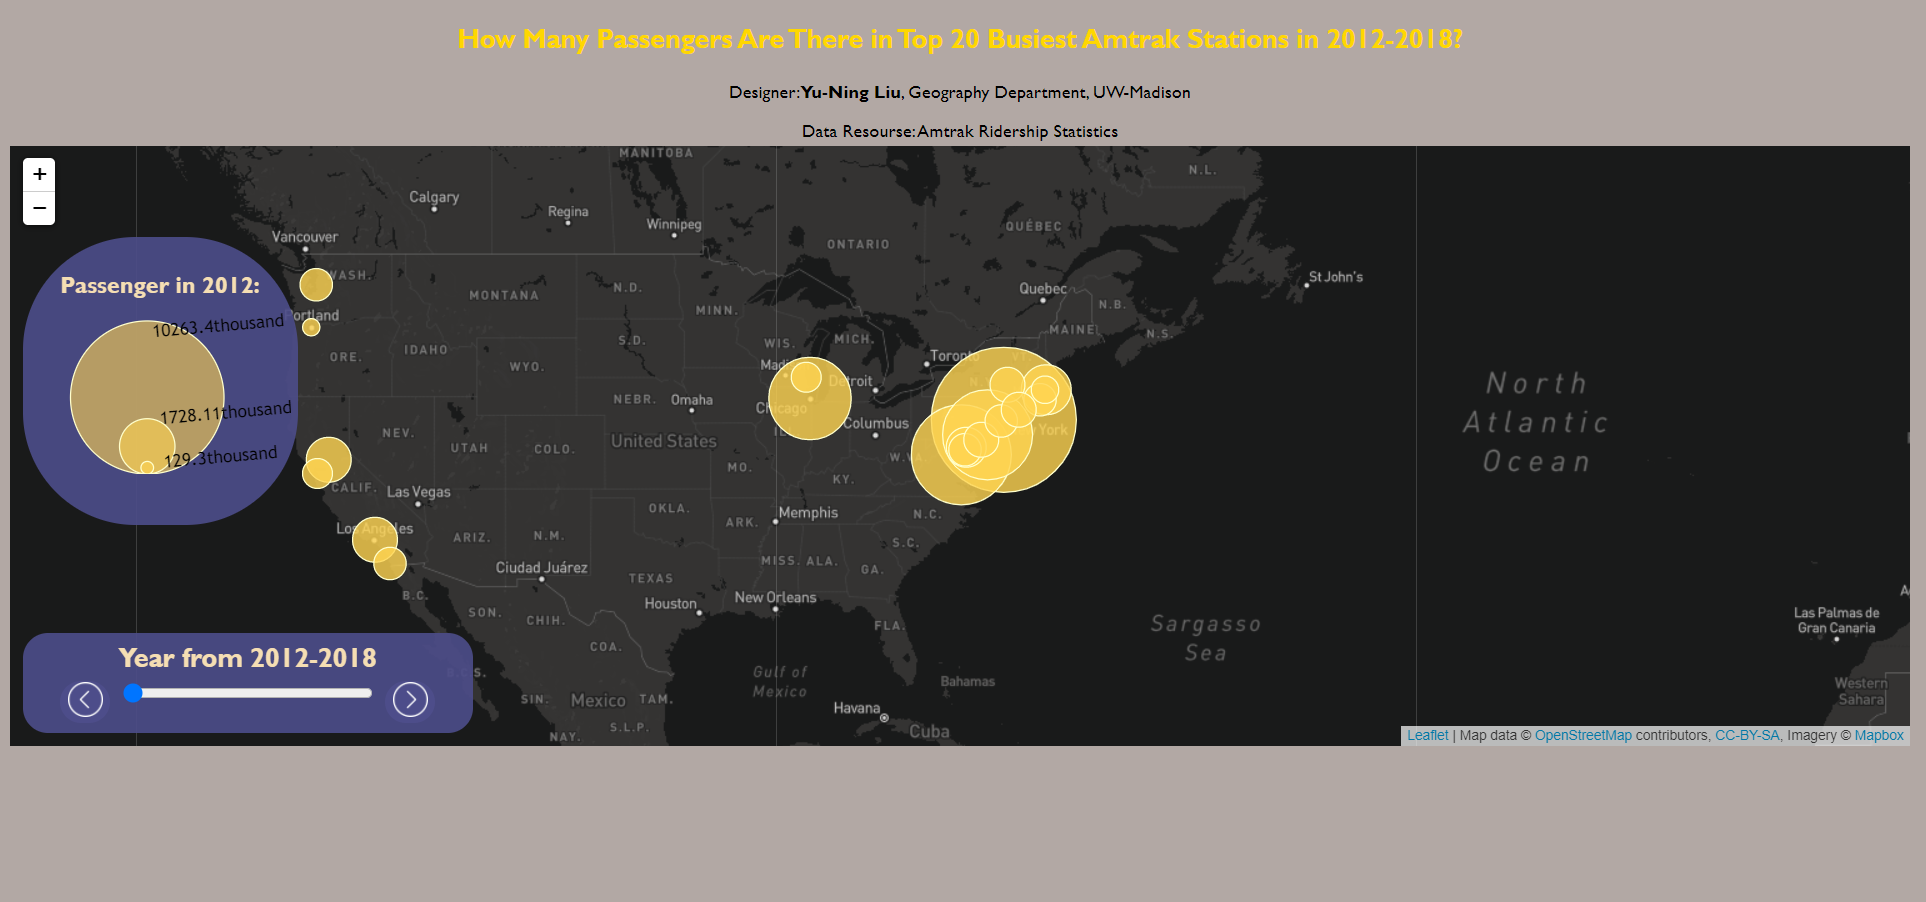 How Many Passengers Are There in Top 20 Busiest Amtrak Stations in 2012-2018?
Designer:Yu-Ning Liu, Geography Department, UW-Madison
Data Resourse:Amtrak Ridership Statistics
+
−
MANITOBA
N.L.
Calgary
Regina
Winnipeg
QUÉBEC
Vancouver
ONTARIO
WASH.
St John's
Passenger in 2012:
MONTANA
N.D.
Quebec
N.B.
MINN.
10263.4thousand
ortland
MAINE
N.S.
S.D.
WIS.
MICH.
ORE.
IDAHO
Toronto
WYO.
Madi
Detroit
North
Atlantic
Ocean
NEBR.
Omaha
Chicago
1728.11thousand
Columbus
NEV.
UTAH
COLO.
United States
ILL
York
129.3thousand
W.VA
MO.
KY.
CALIF.
Las Vegas
OKLA.
Memphis
ARK.
N.C.
Los Angeles
ARIZ.
N.M.
S.C.
MISS.
ALA.
GA.
Ciudad Juárez
TEXAS
B.C.
Houston
New Orleans
SON.
CHIH.
FLA.
Sargasso
Sea
Las Palmas de
Gran Canaria
COA.
Year from 2012-2018
B.C.S.
Gulf of
Mexico
Bahamas
Western
Sahara
SIN.
Mexico
TAM.
Havana
S.L.P.
Cuba
NAY.
Leaflet | Map data © OpenStreetMap contributors, CC-BY-SA, Imagery © Mapbox